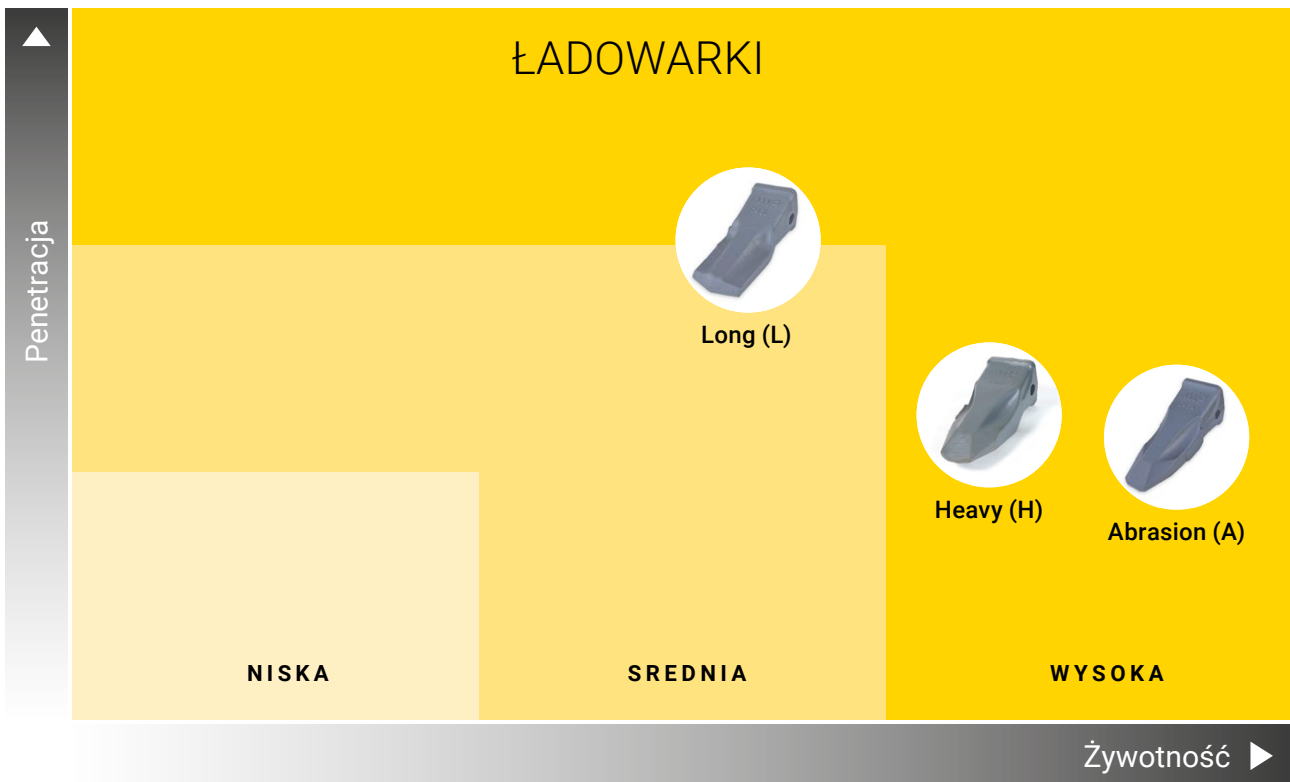 ŁADOWARKI
Penetracja
Long (L)
Heavy (H)
Abrasion (A)
NISKA
SREDNIA
WYSOKA
Żywotność